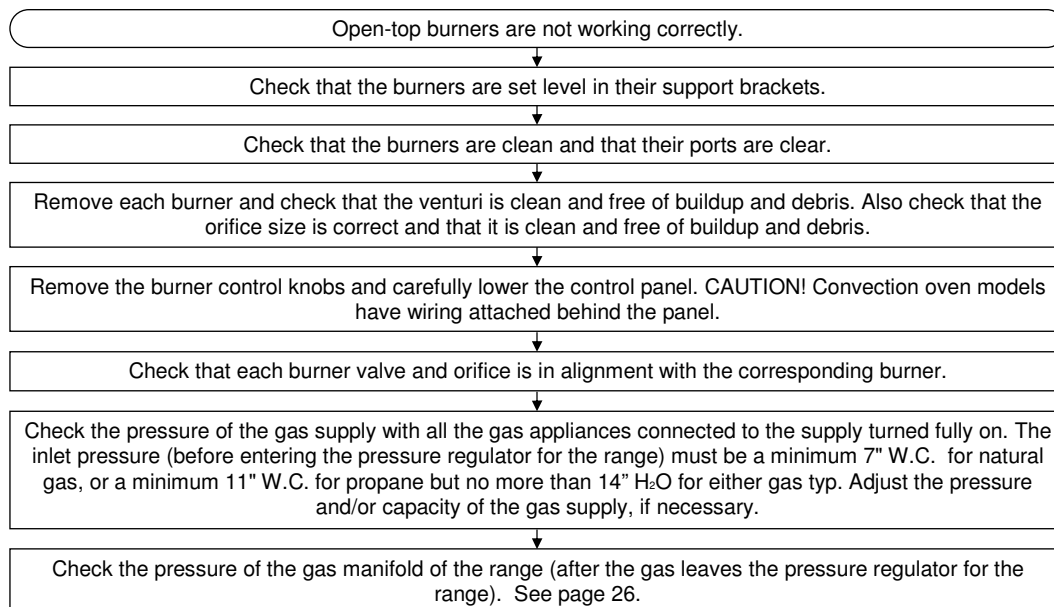 Open-top burners are not working correctly.
Check that the burners are set level in their support brackets.
Check that the burners are clean and that their ports are clear.
Remove each burner and check that the venturi is clean and free of buildup and debris. Also check that the
orifice size is correct and that it is clean and free of buildup and debris.
Remove the burner control knobs and carefully lower the control panel. CAUTION! Convection oven models
have wiring attached behind the panel.
Check that each burner valve and orifice is in alignment with the corresponding burner.
Check the pressure of the gas supply with all the gas appliances connected to the supply turned fully on. The
inlet pressure (before entering the pressure regulator for the range) must be a minimum 7" W.C.  for natural
gas, or a minimum 11" W.C. for propane but no more than 14” H₂O for either gas typ. Adjust the pressure
and/or capacity of the gas supply, if necessary.
Check the pressure of the gas manifold of the range (after the gas leaves the pressure regulator for the
range).  See page 26.